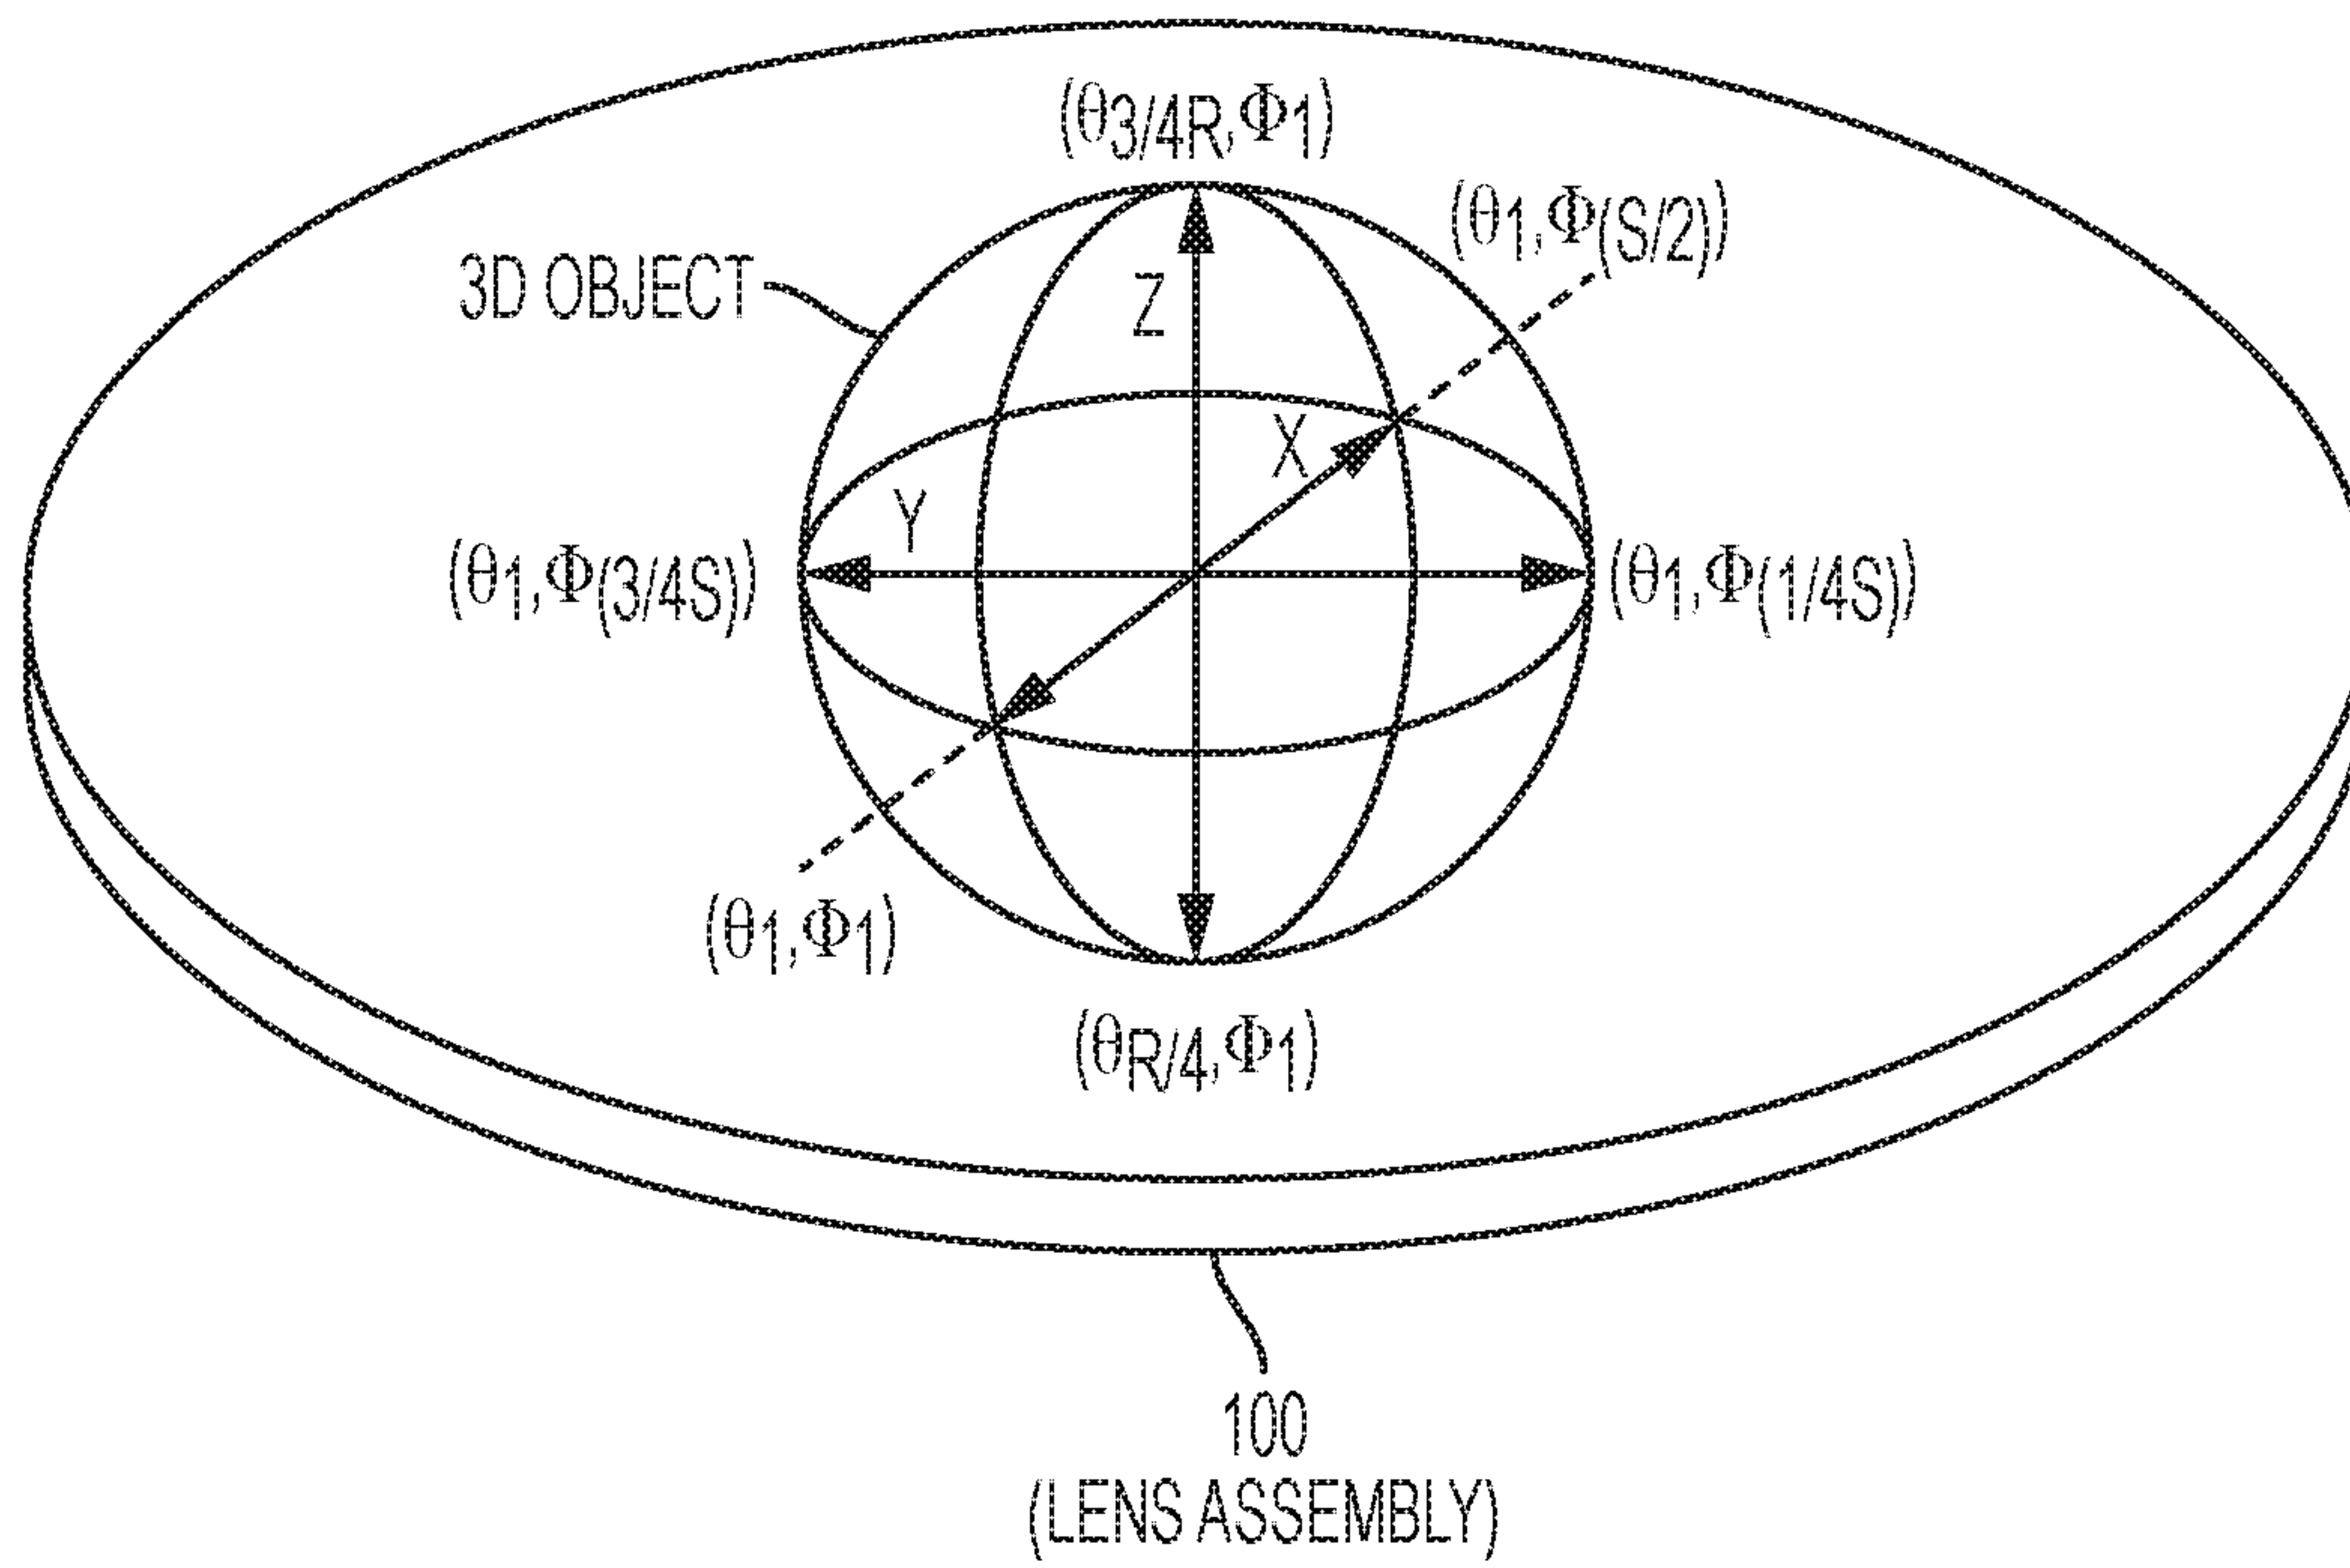 (θ3/4R,Φ1)
(θ1,Φ(S/2))
3D OBJECT
Z
X
Y
(θ1,Φ(3/4S))
(θ1,Φ(1/4S))
(θ1,Φ1)
(θR/4,Φ1)
100
(LENS ASSEMBLY)